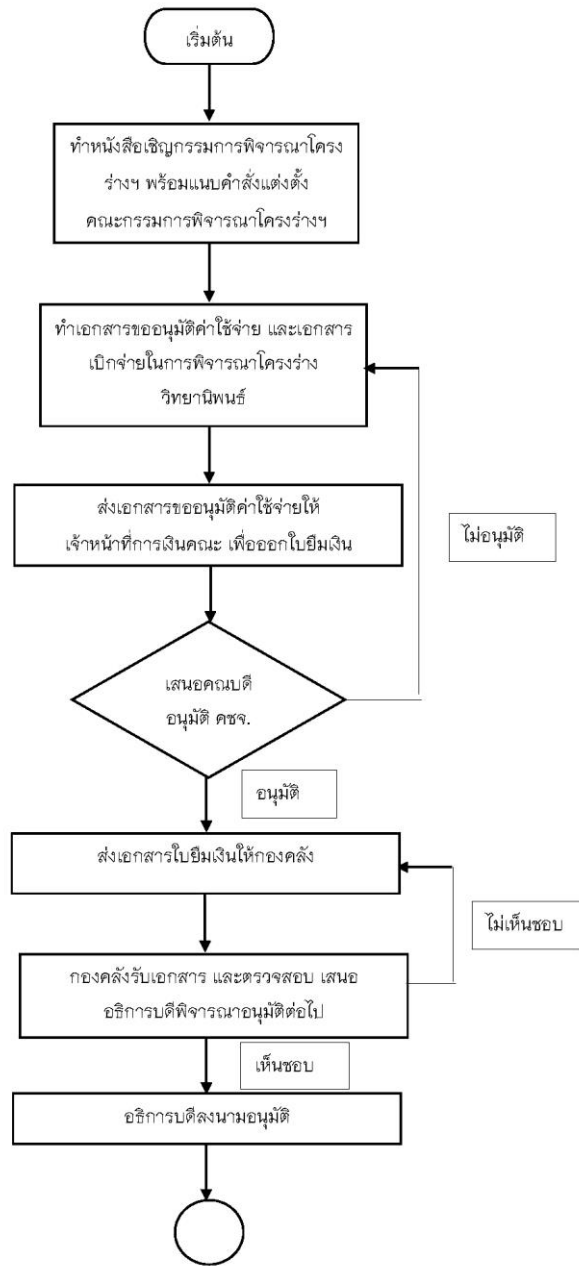 เริ่มต้น
ทำหนังสือเชิญกรรมการพิจารณาโครง
ร่างฯ พร้อมแนบคำสั่งแต่งตั้ง
คณะกรรมการพิจารณาโครงร่างฯ
ทำเอกสารขออนุมัติค่าใช้จ่าย และเอกสาร
เบิกจ่ายในการพิจารณาโครงร่าง
วิทยานิพนธ์
ส่งเอกสารขออนุมัติค่าใช้จ่ายให้
เจ้าหน้าที่การเงินคณะ เพื่อออกใบยืมเงิน
ไม่อนุมัติ
เสนอคณบดี
อนุมัติ คชจ.
อนุมัติ
ส่งเอกสารใบยืมเงินให้กองคลัง
ไม่เห็นชอบ
กองคลังรับเอกสาร และตรวจสอบ เสนอ
อธิการบดีพิจารณาอนุมัติต่อไป
เห็นชอบ
อธิการบดีลงนามอนุมัติ